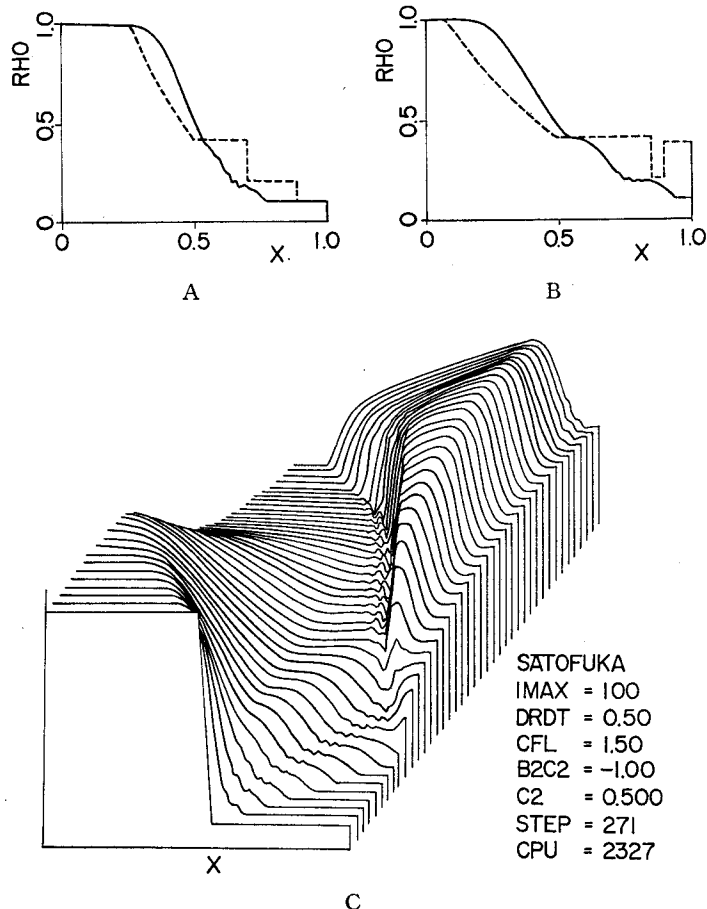 1.0
0.5
0
RHO
0
0.5
1.0
X
A
1.0
0.5
0
RHO
0
0.5
1.0
X
B
X
SATOFUKA
IMAX = 100
DRDT = 0.50
CFL = 1.50
B2C2 = -1.00
C2 = 0.500
STEP = 271
CPU = 2327
C